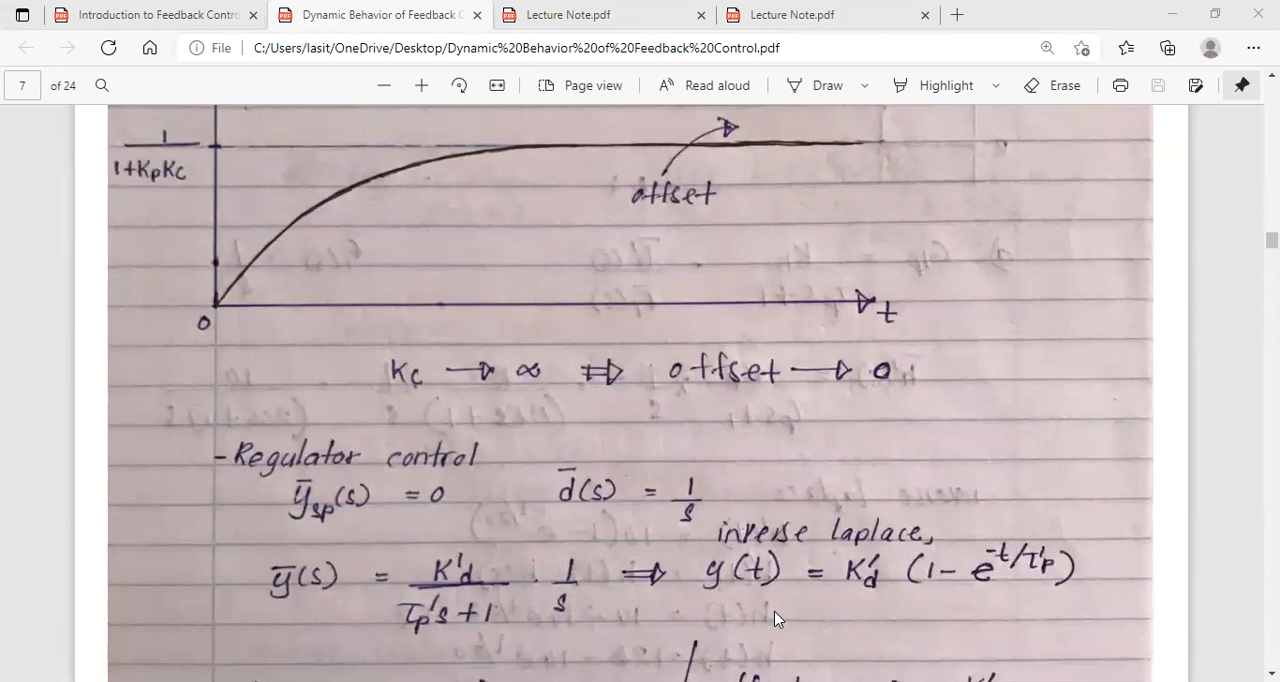 Introduction to Feedback Contro
Dynamic Behavior of Feedback C
Lecture Note.pdf
Lecture Note.pdf
File
C:/Users/lasit/OneDrive/Desktop/Dynamic%20Behavior%20of%20Feedback%20Control.pdf
7 of 24
Page view
Read aloud
Draw
Highlight
Erase
1
1+KpKc
offset
0
t
Kc → ∞ ⇒ offset → 0
- Regulator control
ȳsp(s) = 0 d̄(s) = 1/s
inverse laplace,
ȳ(s) = K'd / (τp's + 1) · 1/s ⇒ y(t) = K'd (1 - e^-t/τ'p)